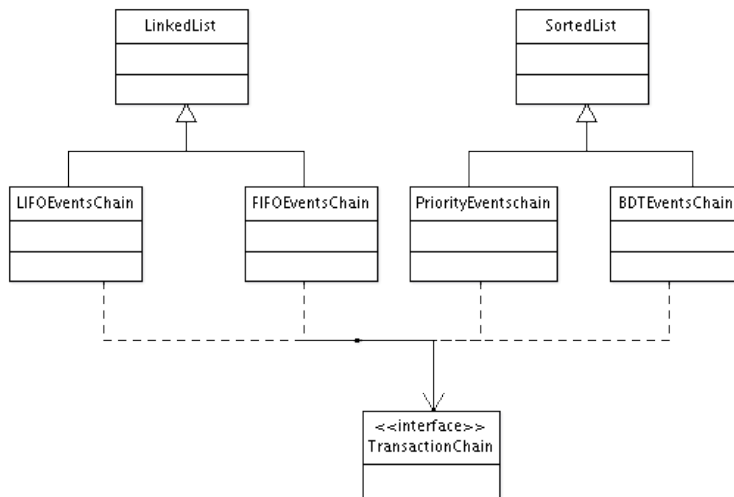 LinkedList
SortedList
LIFOEventsChain
FIFOEventsChain
PriorityEventschain
BDTEventsChain
<<interface>>
TransactionChain